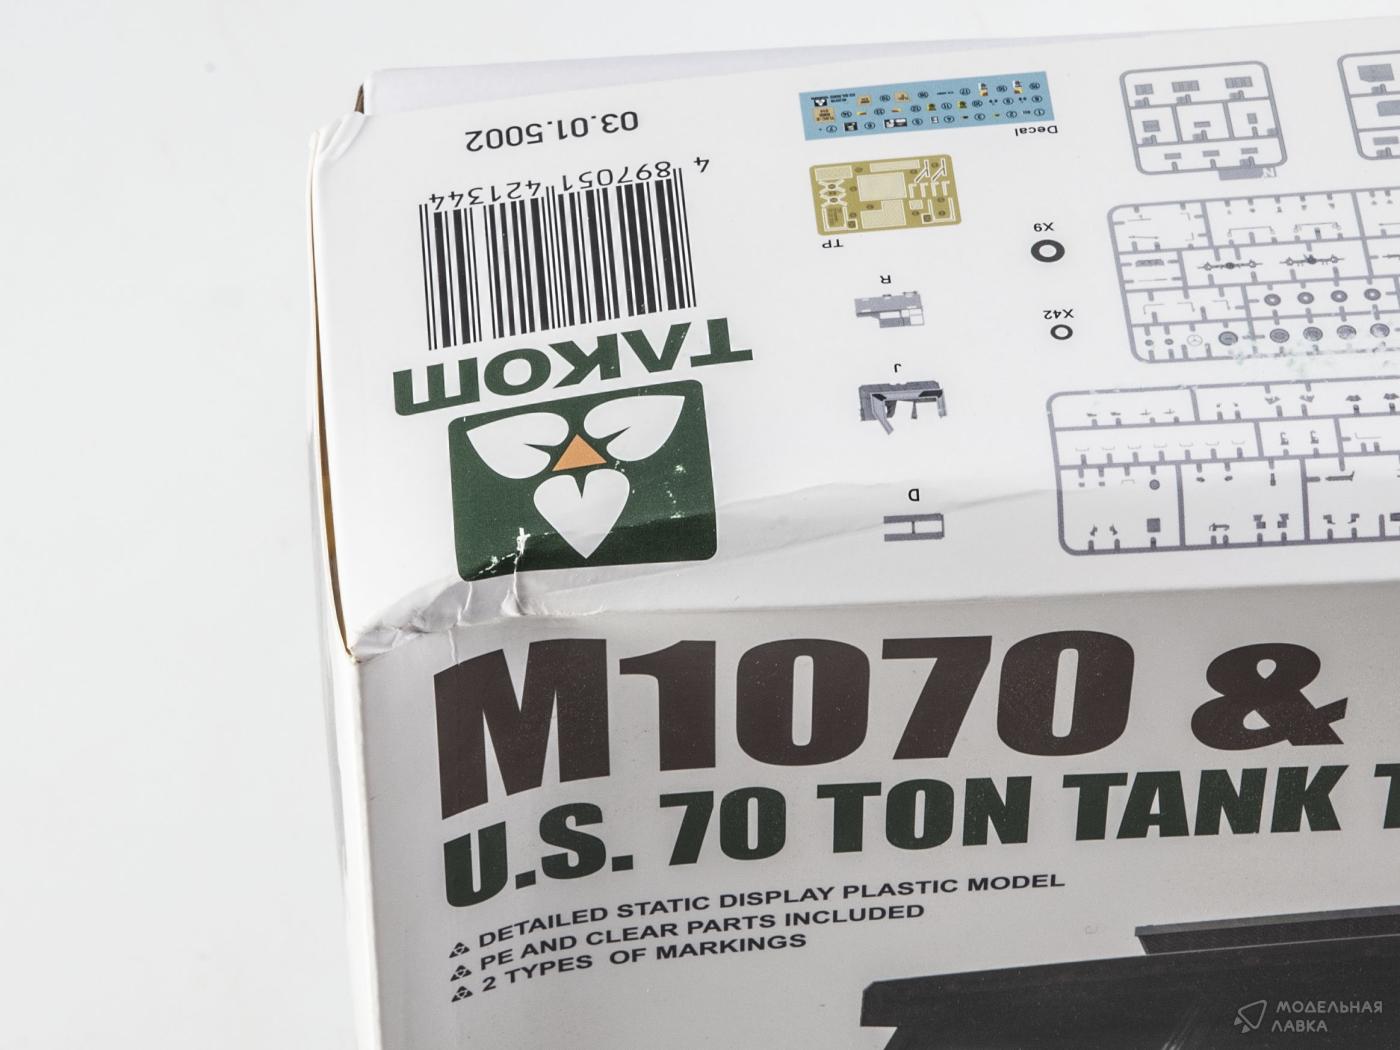 03.01.5002
4 897051 421344
TAKOM
Decal
TP
R
J
D
X9
X42
N
M1070 &
U.S. 70 TON TANK T
DETAILED STATIC DISPLAY PLASTIC MODEL
PE AND CLEAR PARTS INCLUDED
2 TYPES OF MARKINGS
МОДЕЛЬНАЯ
ЛАВКА